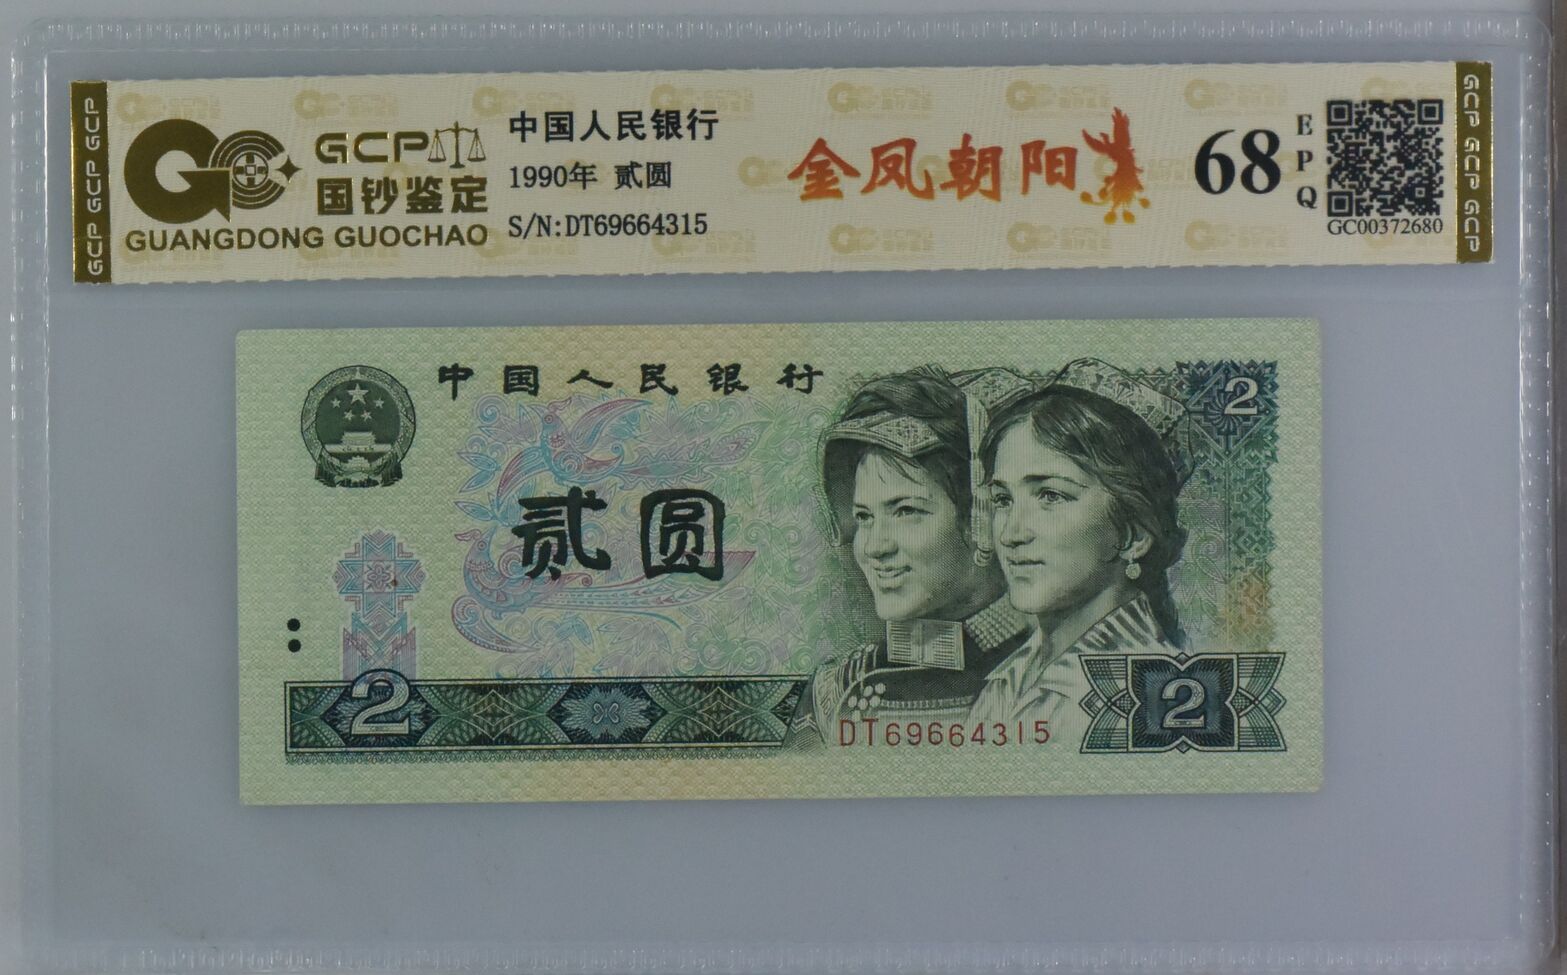 GCP GCP GCP
GCP
国钞鉴定
GUANGDONG GUOCHAO
中国人民银行
1990年 贰圆
S/N:DT69664315
金凤朝阳
68
EPQ
GC00372680
GCP GCP GCP
中国人民银行
2
贰圆
2
2
DT69664315